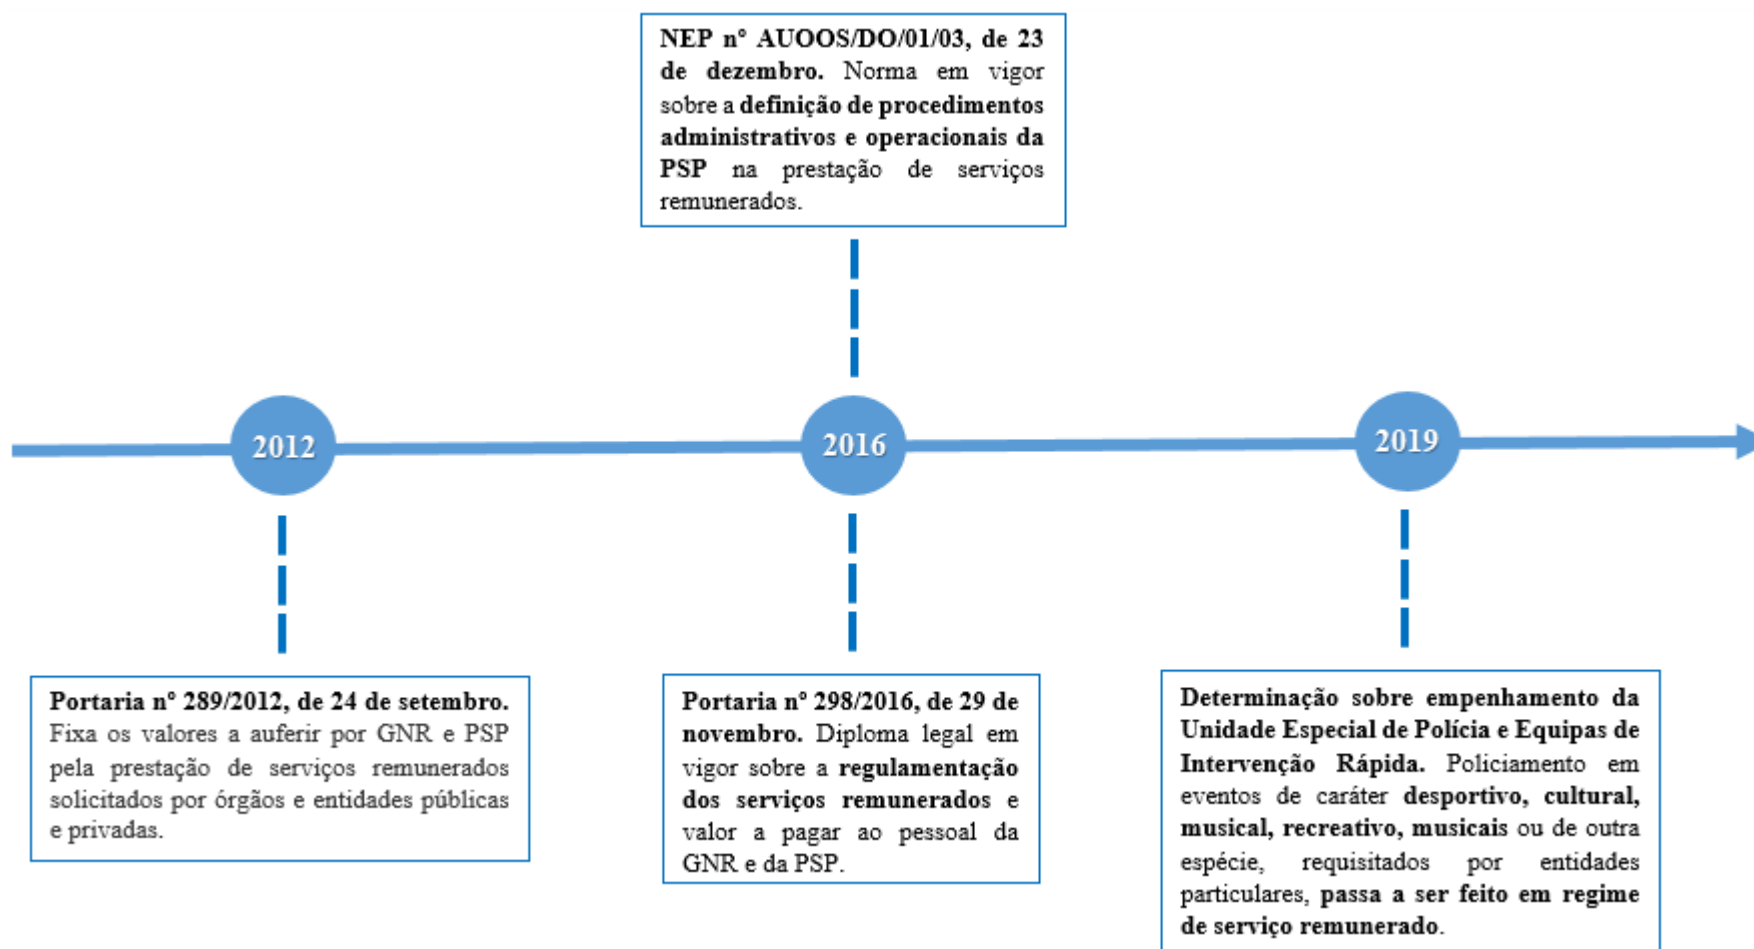 NEP nº AUOOS/DO/01/03, de 23
de dezembro. Norma em vigor
sobre a definição de procedimentos
administrativos e operacionais da
PSP na prestação de serviços
remunerados.
2012
2016
2019
Portaria nº 289/2012, de 24 de setembro.
Fixa os valores a auferir por GNR e PSP
pela prestação de serviços remunerados
solicitados por órgãos e entidades públicas
e privadas.
Portaria nº 298/2016, de 29 de
novembro. Diploma legal em
vigor sobre a regulamentação
dos serviços remunerados e
valor a pagar ao pessoal da
GNR e da PSP.
Determinação sobre empenhamento da
Unidade Especial de Polícia e Equipas de
Intervenção Rápida. Policiamento em
eventos de caráter desportivo, cultural,
musical, recreativo, musicais ou de outra
espécie, requisitados por entidades
particulares, passa a ser feito em regime
de serviço remunerado.